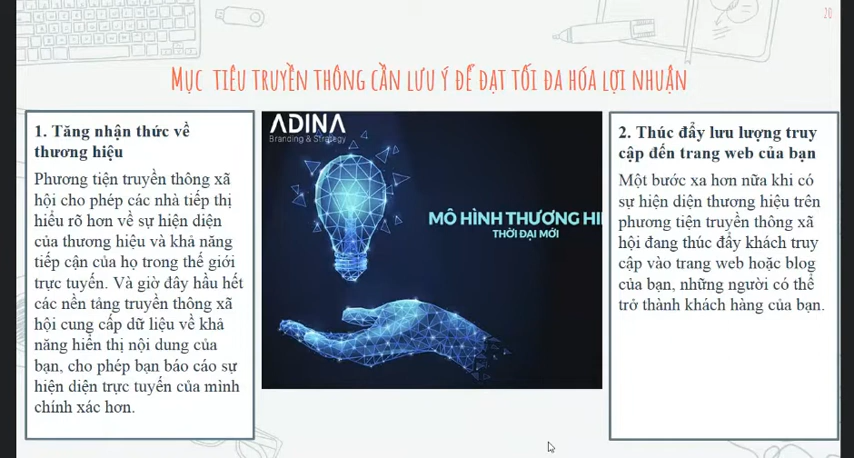 20
MỤC TIÊU TRUYỀN THÔNG CẦN LƯU Ý ĐỂ ĐẠT TỐI ĐA HÓA LỢI NHUẬN
1. Tăng nhận thức về
thương hiệu
Phương tiện truyền thông xã
hội cho phép các nhà tiếp thị
hiểu rõ hơn về sự hiện diện
của thương hiệu và khả năng
tiếp cận của họ trong thế giới
trực tuyến. Và giờ đây hầu hết
các nền tảng truyền thông xã
hội cung cấp dữ liệu về khả
năng hiển thị nội dung của
bạn, cho phép bạn báo cáo sự
hiện diện trực tuyến của mình
chính xác hơn.
ADINA
Branding & Strategy
MÔ HÌNH THƯƠNG HI
THỜI ĐẠI MỚI
2. Thúc đẩy lưu lượng truy
cập đến trang web của bạn
Một bước xa hơn nữa khi có
sự hiện diện thương hiệu trên
phương tiện truyền thông xã
hội đang thúc đẩy khách truy
cập vào trang web hoặc blog
của bạn, những người có thể
trở thành khách hàng của bạn.